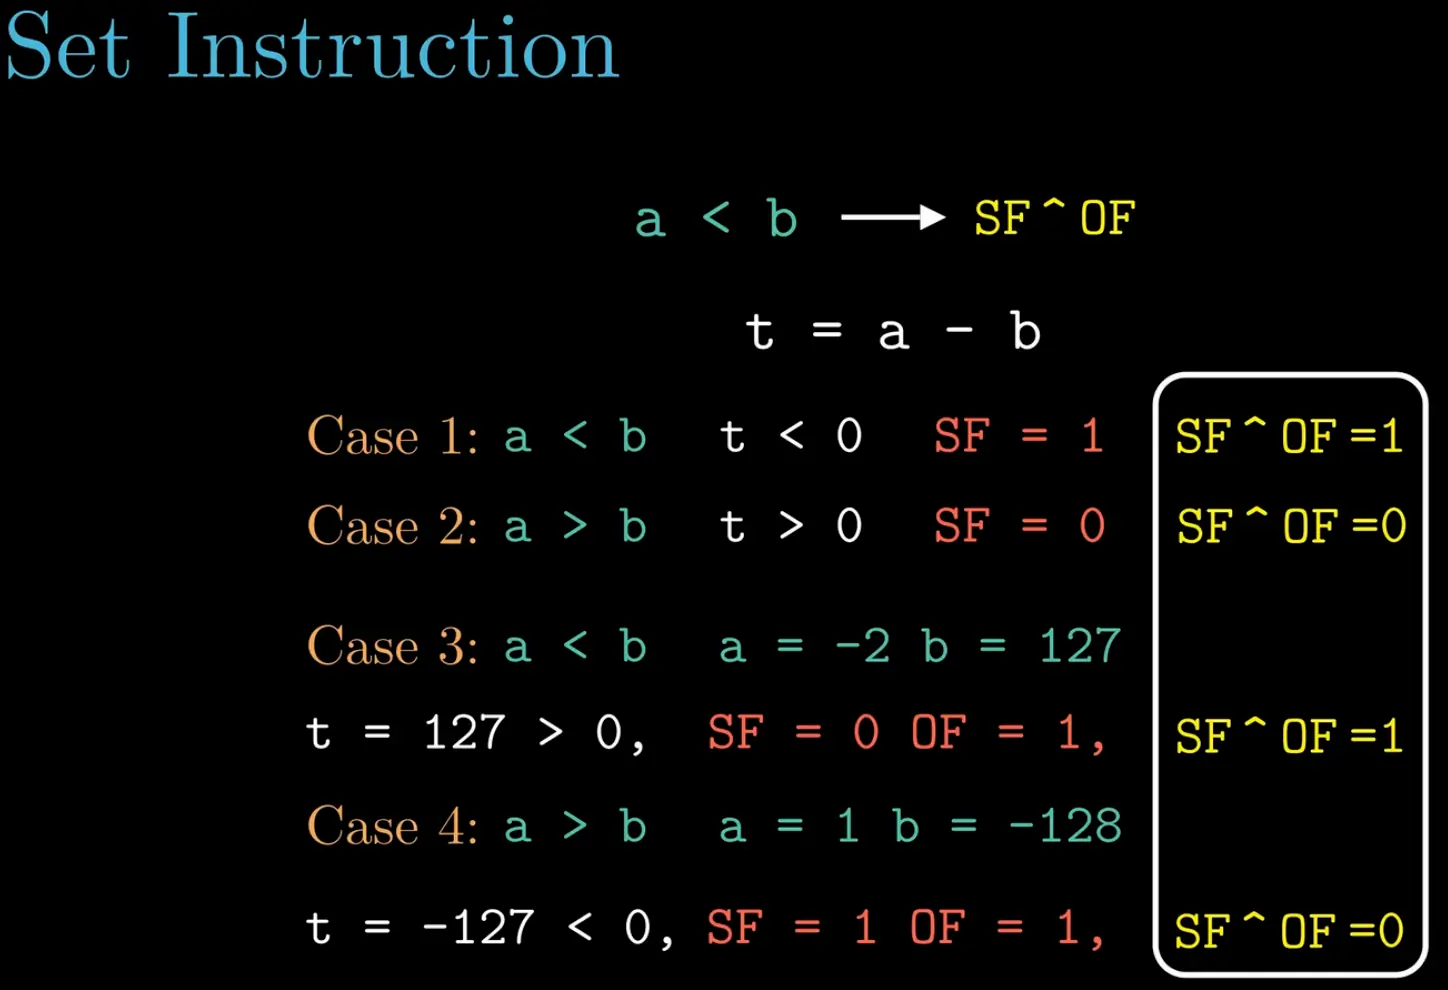 Set Instruction
a < b SF^OF
t = a - b
Case 1: a < b t < 0 SF = 1 SF^OF=1
Case 2: a > b t > 0 SF = 0 SF^OF=0
Case 3: a < b a = -2 b = 127
t = 127 > 0, SF = 0 OF = 1, SF^OF=1
Case 4: a > b a = 1 b = -128
t = -127 < 0, SF = 1 OF = 1, SF^OF=0